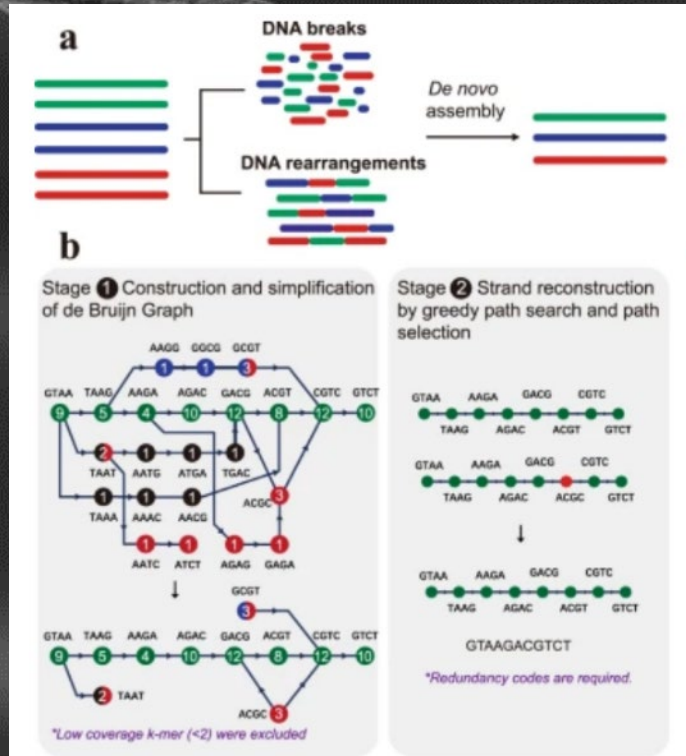 a
DNA breaks
De novo
assembly
DNA rearrangements
b
Stage 1 Construction and simplification
of de Bruijn Graph
AAGG GGCG GCGT
1 1 3
GTAA TAAG AAGA AGAC GACG ACGT CGTC GTCT
9 5 4 10 12 8 12 10
2 1 1 1
TAAT AATG ATGA TGAC
1 1 1
ACGC 3
TAAA AAAC AACG
1 1 1 1
AATC ATCT AGAG GAGA
GCGT
3
GTAA TAAG AAGA AGAC GACG ACGT CGTC GTCT
9 5 4 10 12 8 12 10
2 TAAT
ACGC 3
*Low coverage k-mer (<2) were excluded
Stage 2 Strand reconstruction
by greedy path search and path
selection
GTAA AAGA GACG CGTC
TAAG AGAC ACGT GTCT
GTAA AAGA GACG CGTC
TAAG AGAC ACGC GTCT
GTAA AAGA GACG CGTC
TAAG AGAC ACGT GTCT
GTAAGACGTCT
*Redundancy codes are required.